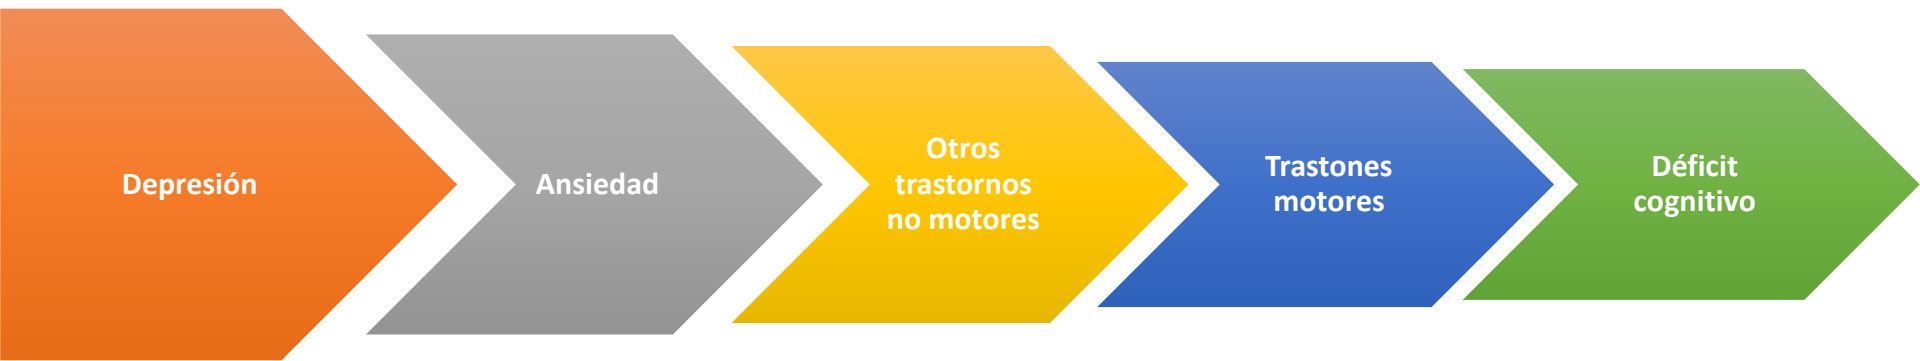 Depresión
Ansiedad
Otros
trastornos
no motores
Trastones
motores
Déficit
cognitivo